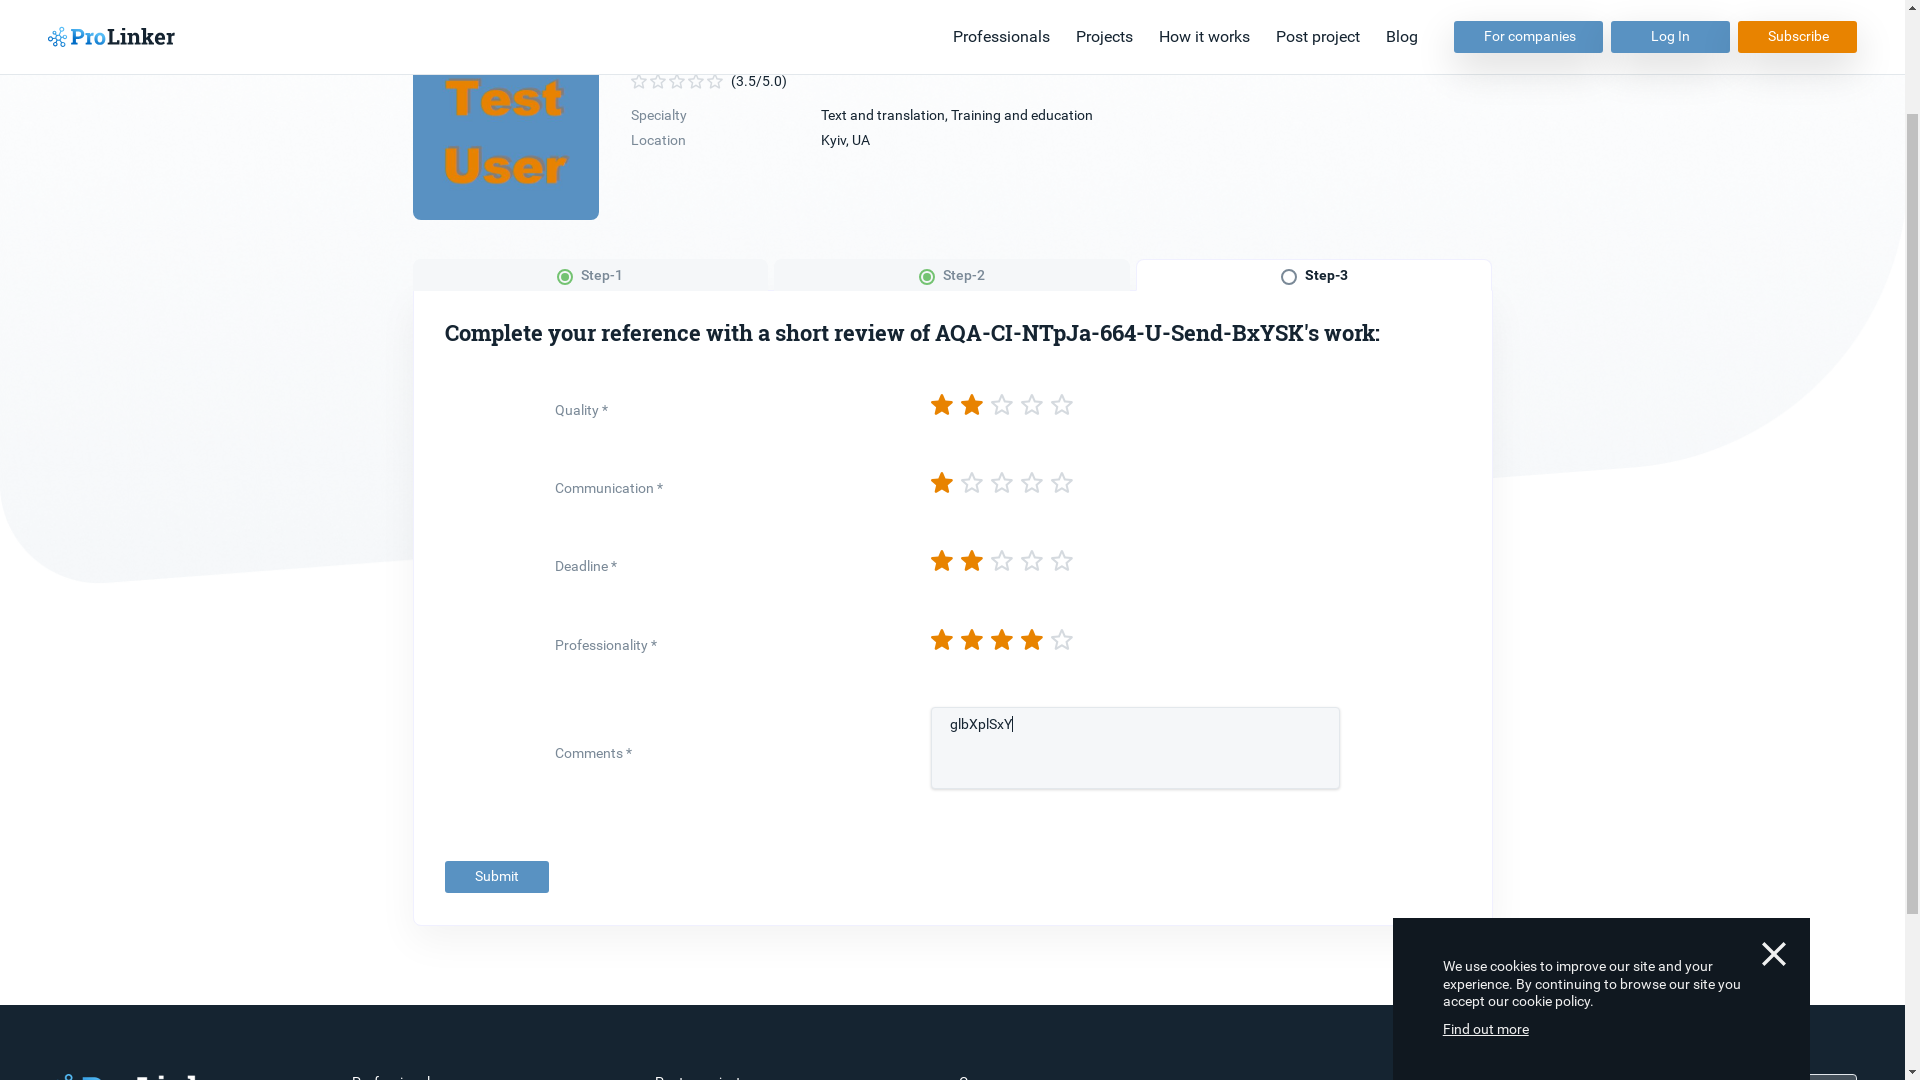 ProLinker
Professionals Projects How it works Post project Blog For companies Log In Subscribe
Test
User
(3.5/5.0)
Specialty Text and translation, Training and education
Location Kyiv, UA
Step-1 Step-2 Step-3
Complete your reference with a short review of AQA-CI-NTpJa-664-U-Send-BxYSK's work:
Quality *
Communication *
Deadline *
Professionality *
glbXplSxY
Comments *
Submit
We use cookies to improve our site and your
experience. By continuing to browse our site you
accept our cookie policy.
Find out more